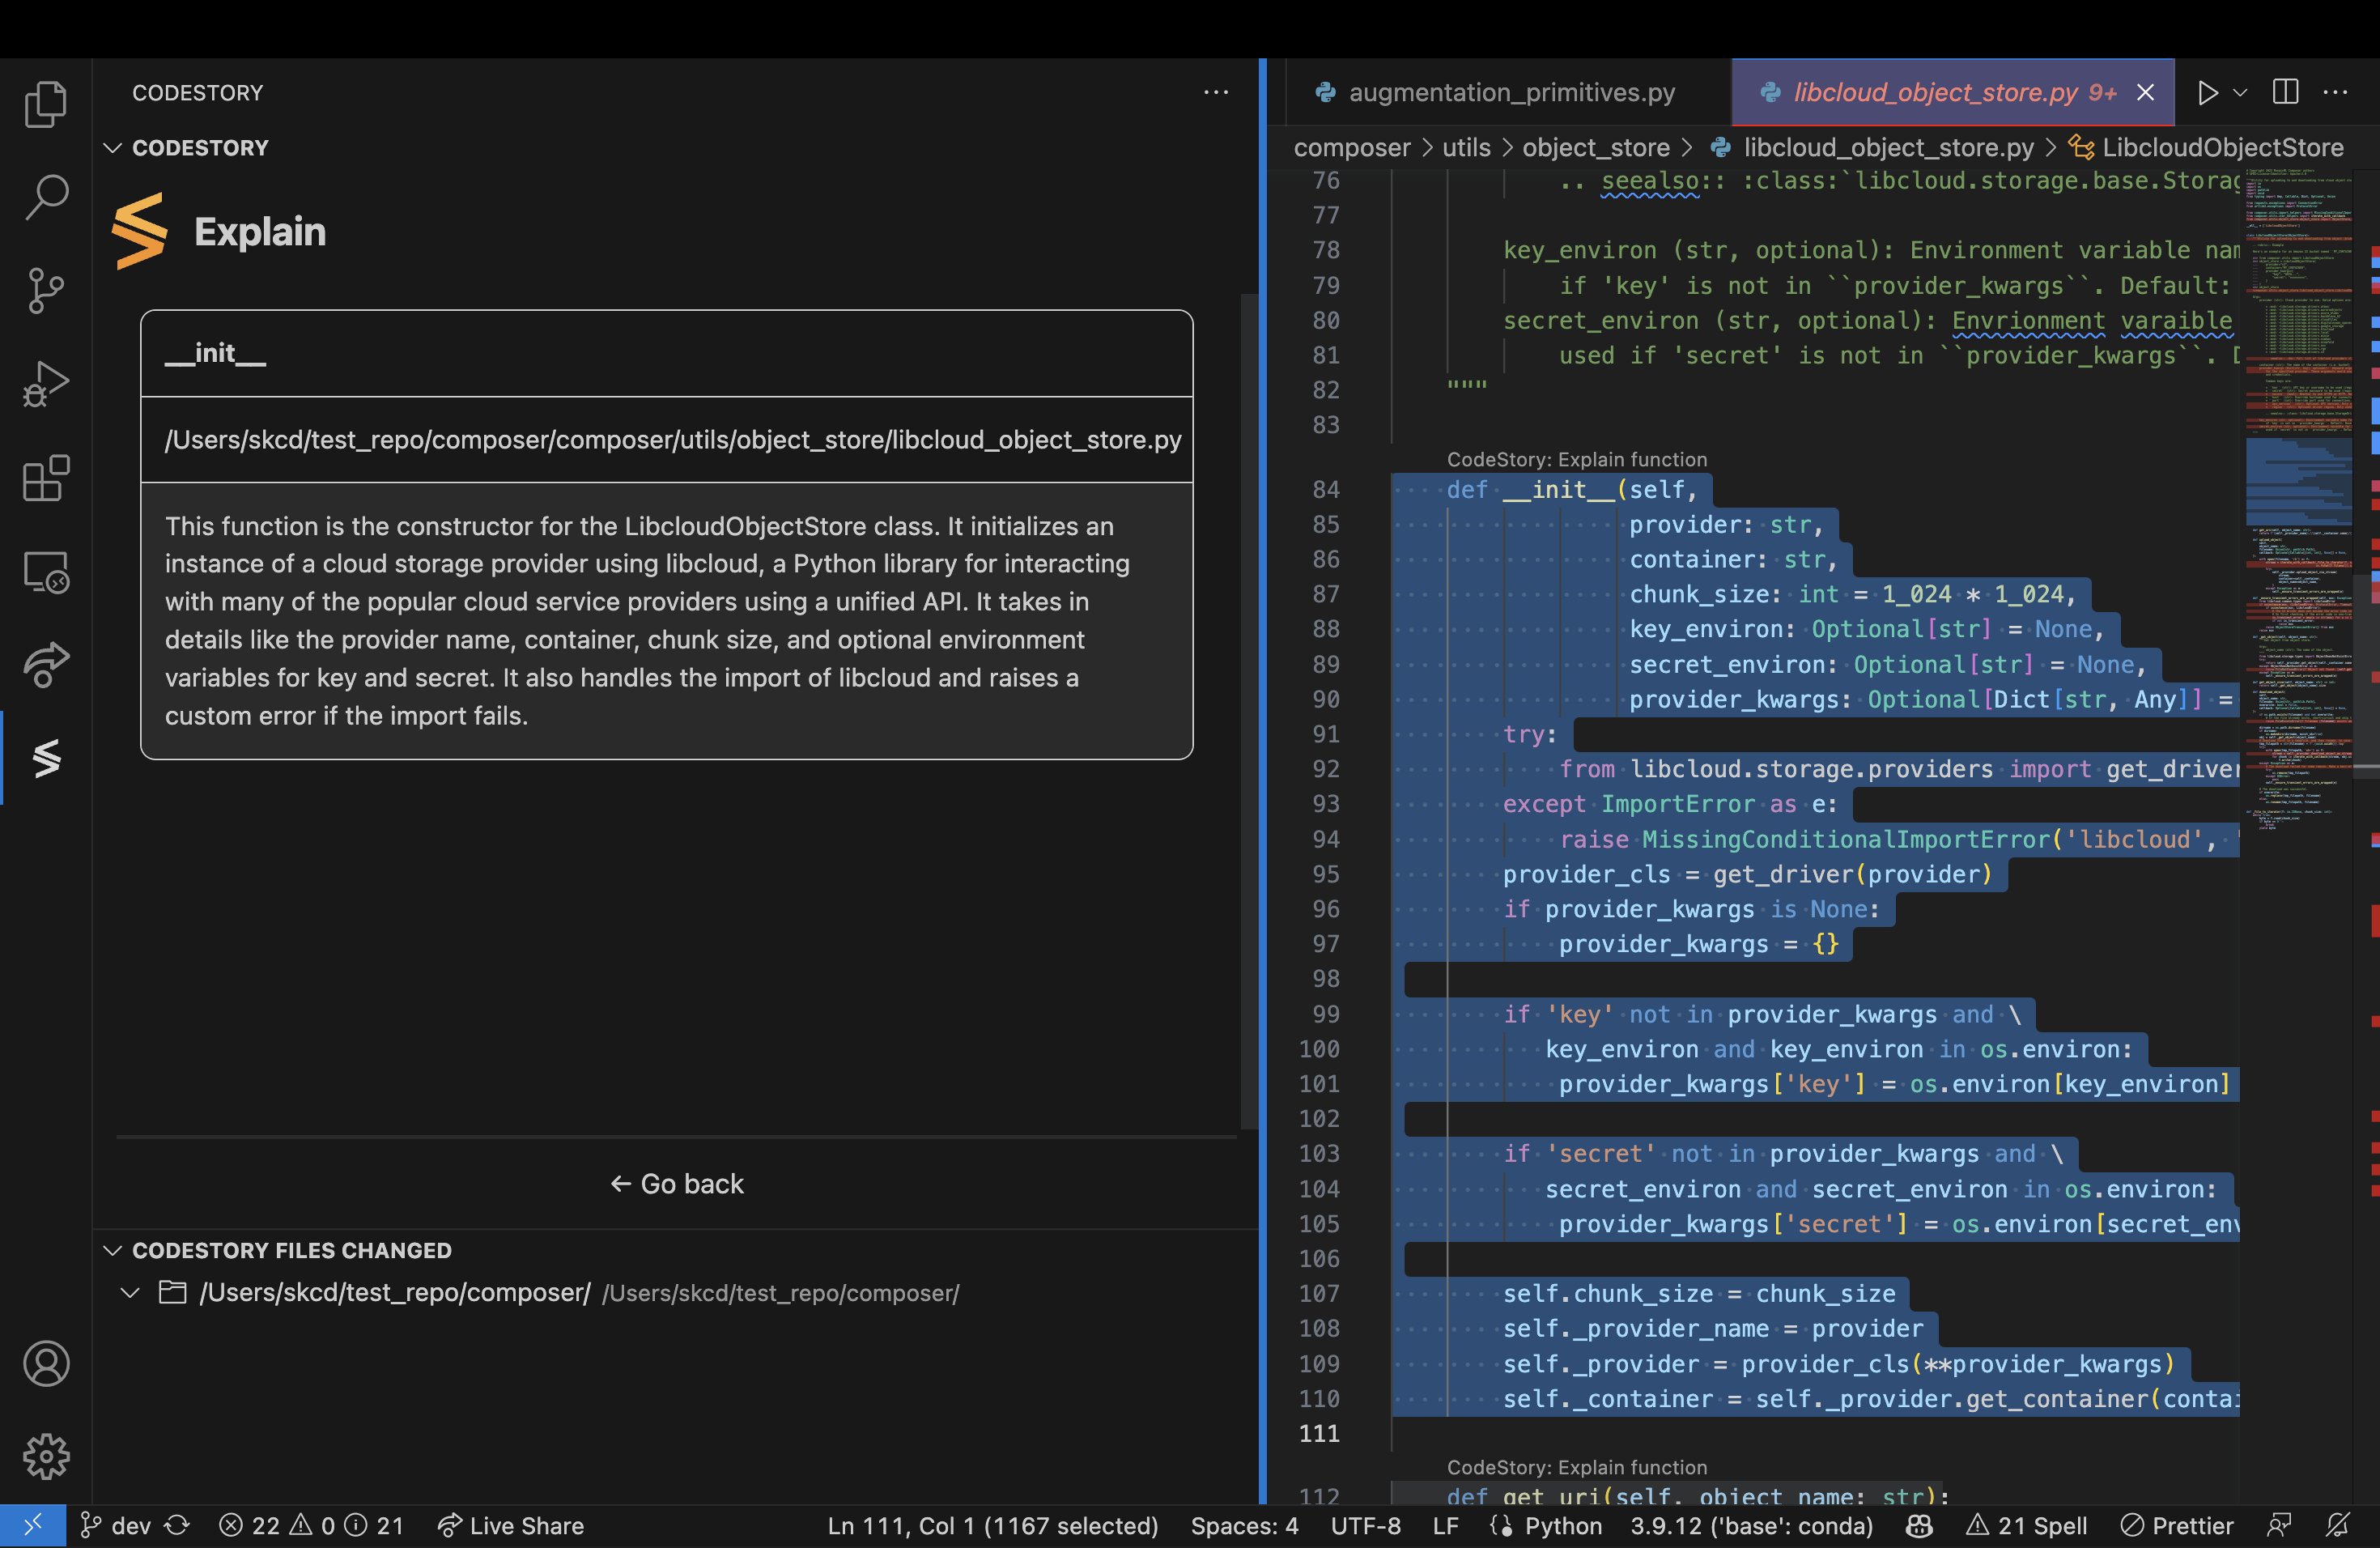 CODESTORY
CODESTORY
Explain
__init__
/Users/skcd/test_repo/composer/composer/utils/object_store/libcloud_object_store.py
This function is the constructor for the LibcloudObjectStore class. It initializes an
instance of a cloud storage provider using libcloud, a Python library for interacting
with many of the popular cloud service providers using a unified API. It takes in
details like the provider name, container, chunk size, and optional environment
variables for key and secret. It also handles the import of libcloud and raises a
custom error if the import fails.
← Go back
CODESTORY FILES CHANGED
/Users/skcd/test_repo/composer/ /Users/skcd/test_repo/composer/
augmentation_primitives.py
libcloud_object_store.py 9+
composer > utils > object_store > libcloud_object_store.py > LibcloudObjectStore
76 .. seealso:: :class:`libcloud.storage.base.Storag
77
78 key_environ (str, optional): Environment variable nam
79 if 'key' is not in ``provider_kwargs``. Default:
80 secret_environ (str, optional): Envrionment varaible
81 used if 'secret' is not in ``provider_kwargs``. D
82 """
83
CodeStory: Explain function
84 def __init__(self,
85 provider: str,
86 container: str,
87 chunk_size: int = 1_024 * 1_024,
88 key_environ: Optional[str] = None,
89 secret_environ: Optional[str] = None,
90 provider_kwargs: Optional[Dict[str, Any]] =
91 try:
92 from libcloud.storage.providers import get_driver
93 except ImportError as e:
94 raise MissingConditionalImportError('libcloud', '
95 provider_cls = get_driver(provider)
96 if provider_kwargs is None:
97 provider_kwargs = {}
98
99 if 'key' not in provider_kwargs and \
100 key_environ and key_environ in os.environ:
101 provider_kwargs['key'] = os.environ[key_environ]
102
103 if 'secret' not in provider_kwargs and \
104 secret_environ and secret_environ in os.environ:
105 provider_kwargs['secret'] = os.environ[secret_env
106
107 self.chunk_size = chunk_size
108 self._provider_name = provider
109 self._provider = provider_cls(**provider_kwargs)
110 self._container = self._provider.get_container(contai
111
CodeStory: Explain function
112 def get_uri(self, object_name: str):
dev 22 0 21 Live Share Ln 111, Col 1 (1167 selected) Spaces: 4 UTF-8 LF Python 3.9.12 ('base': conda) 21 Spell Prettier